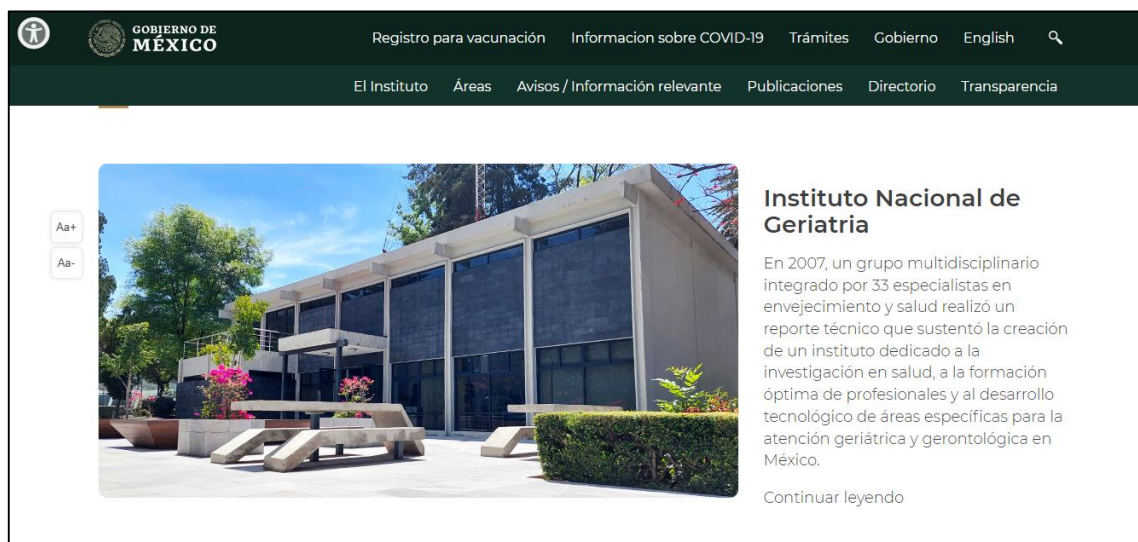 GOBIERNO DE
MÉXICO
Registro para vacunación Informacion sobre COVID-19 Trámites Gobierno English
El Instituto Áreas Avisos / Información relevante Publicaciones Directorio Transparencia
Aa+
Aa-
Instituto Nacional de
Geriatria
En 2007, un grupo multidisciplinario
integrado por 33 especialistas en
envejecimiento y salud realizó un
reporte técnico que sustentó la creación
de un instituto dedicado a la
investigación en salud, a la formación
óptima de profesionales y al desarrollo
tecnológico de áreas específicas para la
atención geriátrica y gerontológica en
México.
Continuar leyendo